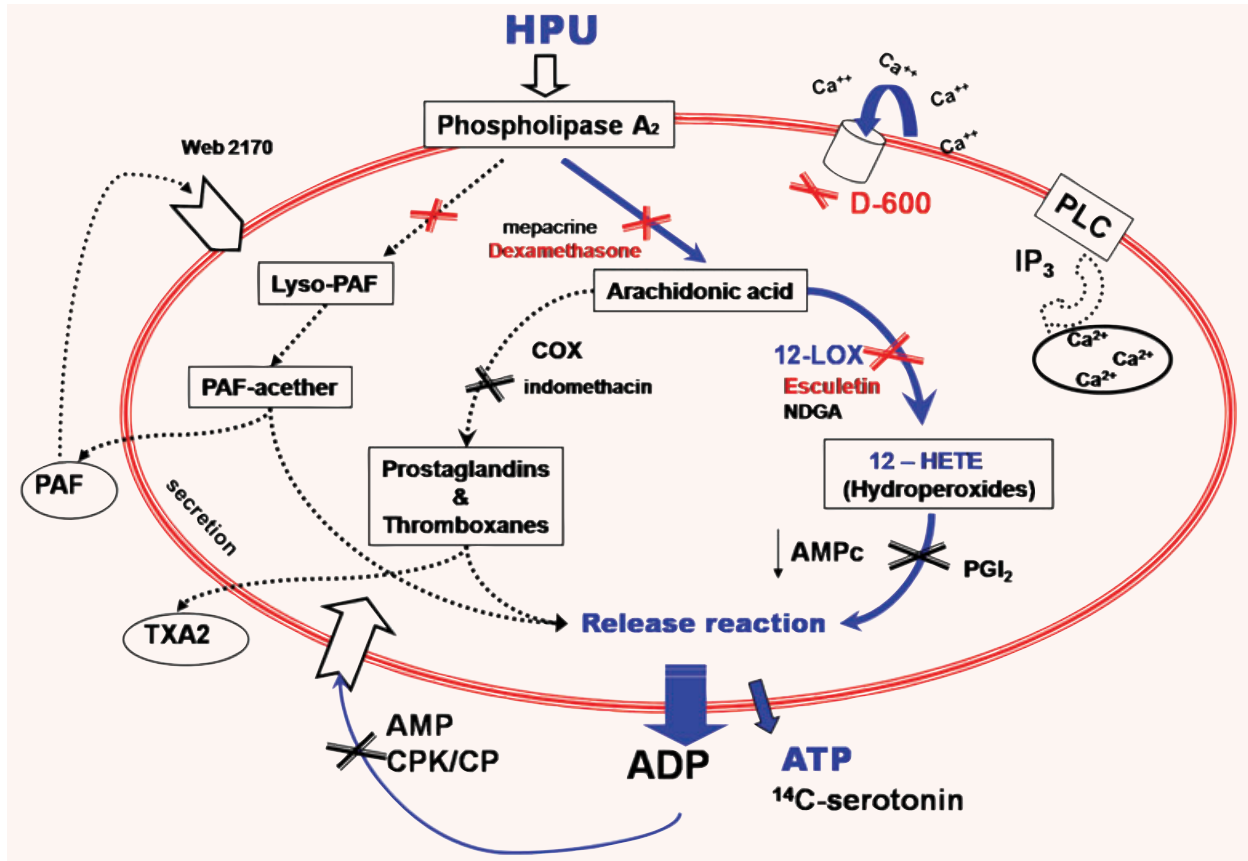 HPU
Phospholipase A₂
Ca⁺⁺
Ca⁺⁺
Ca⁺⁺
Ca⁺⁺
Web 2170
D-600
PLC
IP₃
mepacrine
Dexamethasone
Lyso-PAF
Arachidonic acid
Ca²⁺
Ca²⁺
Ca²⁺
COX
indomethacin
12-LOX
Esculetin
NDGA
PAF-acether
PAF
secretion
Prostaglandins
&
Thromboxanes
12 – HETE
(Hydroperoxides)
AMPc
PGI₂
TXA2
Release reaction
AMP
CPK/CP
ADP
ATP
¹⁴C-serotonin